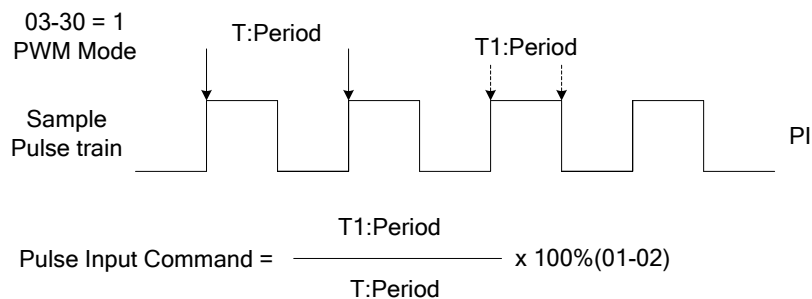 03-30 = 1
PWM Mode
T:Period
T1:Period
Sample
Pulse train
PI
T1:Period
Pulse Input Command = x 100%(01-02)
T:Period